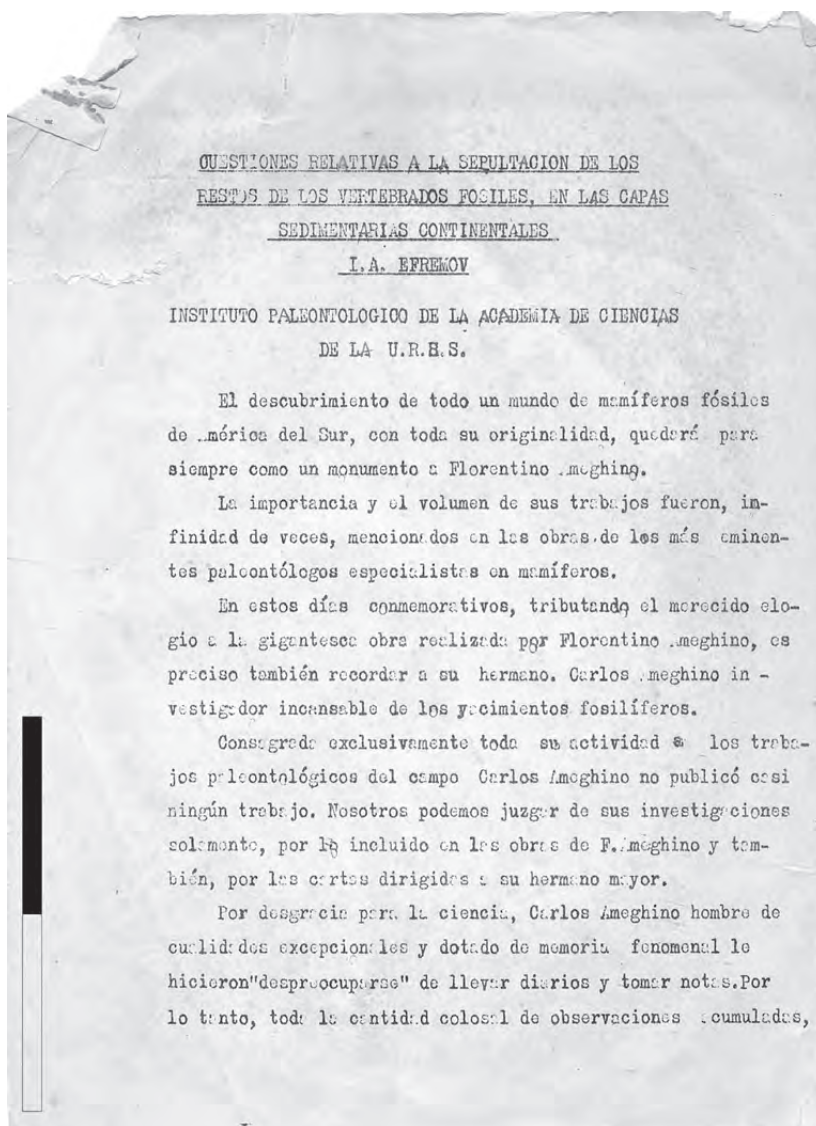 CUESTIONES RELATIVAS A LA SEPULTACION DE LOS
RESTOS DE LOS VERTEBRADOS FOSILES, EN LAS CAPAS
SEDIMENTARIAS CONTINENTALES
I.A. EFREMOV
INSTITUTO PALEONTOLOGICO DE LA ACADEMIA DE CIENCIAS
DE LA U.R.S.S.
El descubrimiento de todo un mundo de mamíferos fósiles
de América del Sur, con toda su originalidad, quedará para
siempre como un monumento a Florentino Ameghino.
La importancia y el volumen de sus trabajos fueron, in-
finidad de veces, mencionados en las obras de los más eminen-
tes paleontólogos especialistas en mamíferos.
En estos días conmemorativos, tributando el merecido elo-
gio a la gigantesca obra realizada por Florentino Ameghino, es
preciso también recordar a su hermano. Carlos Ameghino in -
vestigador incansable de los yacimientos fosilíferos.
Consagrada exclusivamente toda su actividad a los traba-
jos paleontológicos del campo Carlos Ameghino no publicó casi
ningún trabajo. Nosotros podemos juzgar de sus investigaciones
solamente, por lo incluido en las obras de F.Ameghino y tam-
bién, por las cartas dirigidas a su hermano mayor.
Por desgracia para la ciencia, Carlos Ameghino hombre de
cualidades excepcionales y dotado de memoria fenomenal le
hicieron"despreocuparse" de llevar diarios y tomar notas.Por
lo tanto, toda la cantidad colosal de observaciones acumuladas,